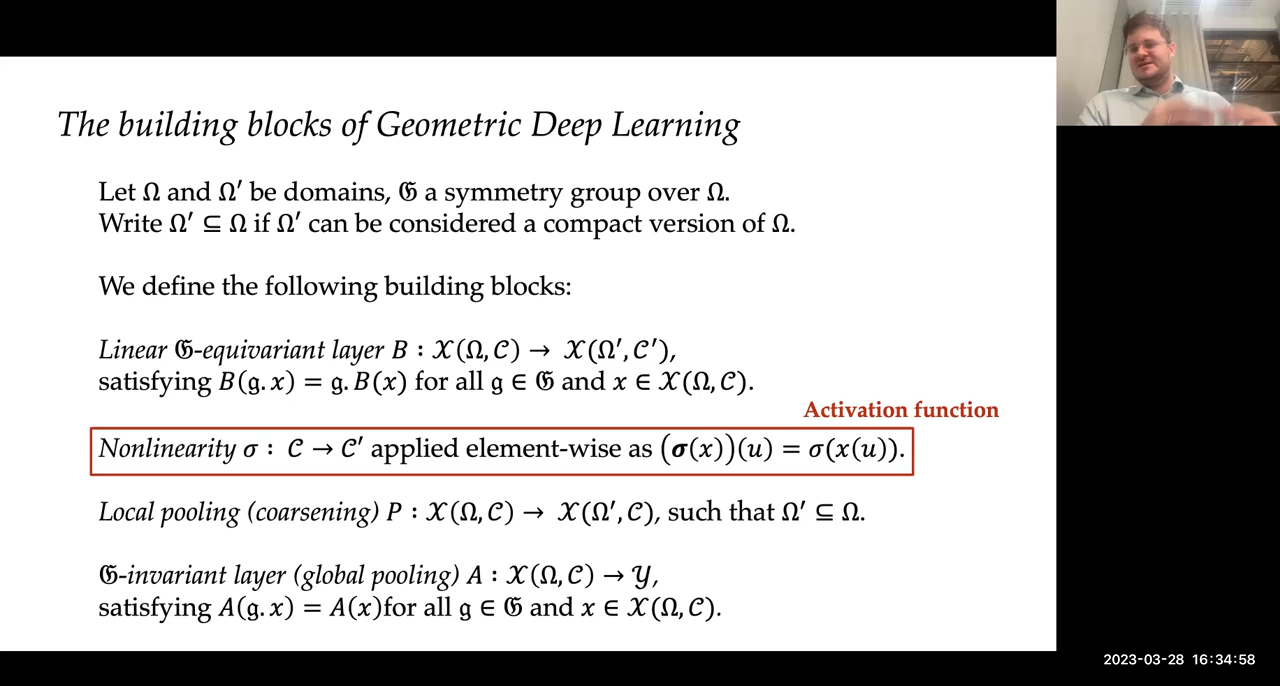 The building blocks of Geometric Deep Learning
Let Ω and Ω′ be domains, 𝔊 a symmetry group over Ω.
Write Ω′ ⊆ Ω if Ω′ can be considered a compact version of Ω.
We define the following building blocks:
Linear 𝔊-equivariant layer B : 𝒳(Ω, 𝒞) → 𝒳(Ω′, 𝒞′),
satisfying B(𝔤. x) = 𝔤. B(x) for all 𝔤 ∈ 𝔊 and x ∈ 𝒳(Ω, 𝒞).
Activation function
Nonlinearity σ : 𝒞 → 𝒞′ applied element-wise as (𝝈(x))(u) = σ(x(u)).
Local pooling (coarsening) P : 𝒳(Ω, 𝒞) → 𝒳(Ω′, 𝒞), such that Ω′ ⊆ Ω.
𝔊-invariant layer (global pooling) A : 𝒳(Ω, 𝒞) → 𝒴,
satisfying A(𝔤. x) = A(x)for all 𝔤 ∈ 𝔊 and x ∈ 𝒳(Ω, 𝒞).
2023-03-28 16:34:58